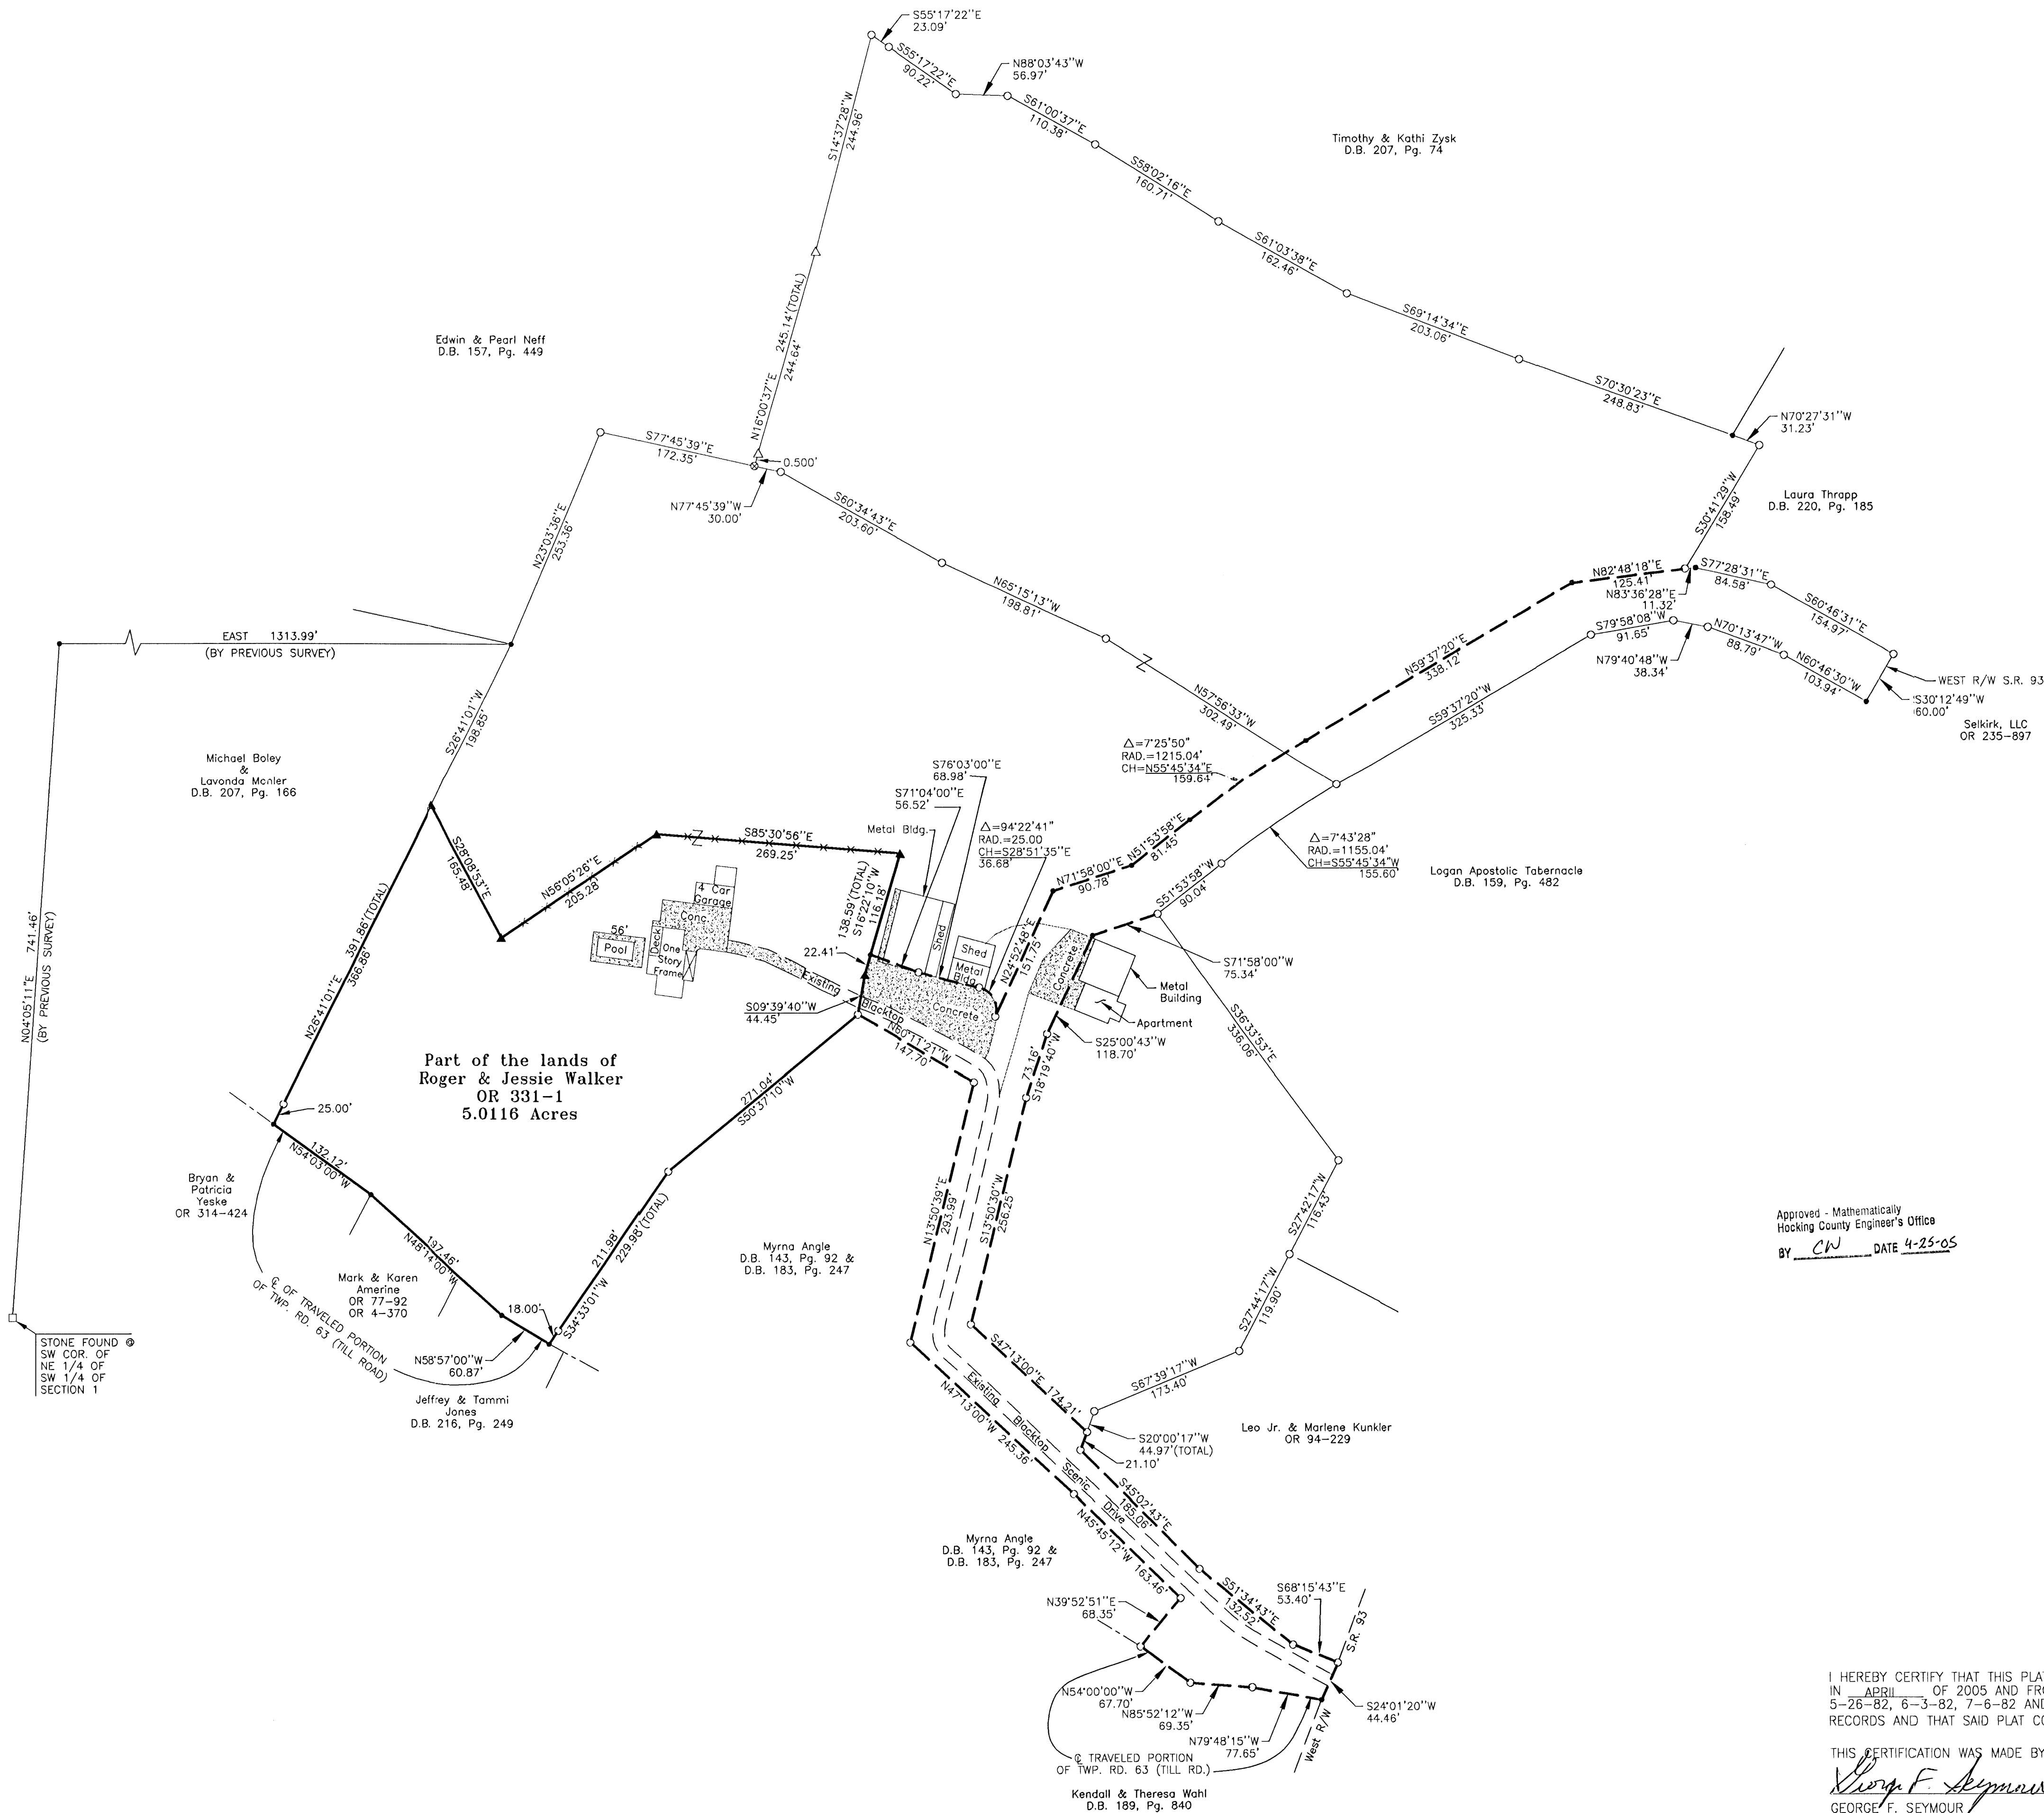 S55°17'22"E
23.09'
S55°17'22"E
90.22'
N88°03'43"W
56.97'
S61°00'37"E
110.38'
S58°02'16"E
160.71'
Timothy & Kathi Zysk
D.B. 207, Pg. 74
S14°37'28"W
244.96'
S61°03'38"E
162.46'
S69°14'34"E
203.06'
S70°30'23"E
248.83'
N70°27'31"W
31.23'
Edwin & Pearl Neff
D.B. 157, Pg. 449
N16°00'37"E 245.14'(TOTAL)
244.64'
S77°45'39"E
172.35'
0.500'
N77°45'39"W
30.00'
S60°34'43"E
203.60'
Laura Thrapp
D.B. 220, Pg. 185
S30°41'29"W
158.49'
N23°03'36"E
253.36'
N65°15'13"W
198.81'
N82°48'18"E
125.41'
N83°36'28"E
11.32'
S77°28'31"E
84.58'
S60°46'31"E
154.97'
S79°58'08"W
91.65'
N79°40'48"W
38.34'
N70°13'47"W
88.79'
N60°46'30"W
103.94'
WEST R/W S.R. 93
S30°12'49"W
60.00'
Selkirk, LLC
OR 235-897
EAST 1313.99'
(BY PREVIOUS SURVEY)
N57°56'33"W
302.49'
N59°37'20"E
338.12'
S59°37'20"W
325.33'
S26°41'01"W
198.85'
Michael Boley
&
Lavonda Monler
D.B. 207, Pg. 166
△=7°25'50"
RAD.=1215.04'
CH=N55°45'34"E
159.64'
S76°03'00"E
68.98'
S71°04'00"E
56.52'
Metal Bldg.
△=94°22'41"
RAD.=25.00
CH=S28°51'35"E
36.68'
△=7°43'28"
RAD.=1155.04'
CH=S55°45'34"W
155.60'
Logan Apostolic Tabernacle
D.B. 159, Pg. 482
S28°08'53"E
165.48'
N56°05'26"E
205.28'
S85°30'56"E
269.25'
138.59'(TOTAL)
S16°22'10"W
116.18'
N71°58'00"E
90.78'
N51°53'58"E
81.45'
S51°53'58"W
90.04'
4 Car
Garage
Conc.
56'
Pool
Deck
One
Story
Frame
Shed
Shed
Metal
Bldg.
N24°52'48"E
151.75'
Concrete
22.41'
Existing
Blacktop
Concrete
S71°58'00"W
75.34'
Metal
Building
Apartment
S09°39'40"W
44.45'
N60°11'21"W
147.70'
S25°00'43"W
118.70'
73.16'
S18°19'40"W
S36°33'53"E
336.06'
N04°05'11"E 741.46'
(BY PREVIOUS SURVEY)
N26°41'01"E 391.86'(TOTAL)
366.86'
Part of the lands of
Roger & Jessie Walker
OR 331-1
5.0116 Acres
25.00'
271.04'
S50°37'10"W
132.12'
N54°03'00"W
Bryan &
Patricia
Yeske
OR 314-424
197.46'
N48°14'00"W
211.98'
S34°33'01"W 229.98'(TOTAL)
Mark & Karen
Amerine
OR 77-92
OR 4-370
18.00'
℄ OF TRAVELED PORTION
OF TWP. RD. 63 (TILL ROAD)
N58°57'00"W
60.87'
Jeffrey & Tammi
Jones
D.B. 216, Pg. 249
STONE FOUND @
SW COR. OF
NE 1/4 OF
SW 1/4 OF
SECTION 1
Myrna Angle
D.B. 143, Pg. 92 &
D.B. 183, Pg. 247
N13°50'39"E
293.99'
S13°50'30"W
256.25'
S27°42'17"W
116.43'
S27°44'17"W
119.90'
Approved - Mathematically
Hocking County Engineer's Office
BY CW DATE 4-25-05
S47°13'00"E 174.21'
S67°39'17"W
173.40'
N47°13'00"W 245.36'
Existing
Blacktop
Scenic
Drive
S20°00'17"W
44.97'(TOTAL)
21.10'
Leo Jr. & Marlene Kunkler
OR 94-229
S45°02'43"E
185.06'
N45°45'12"W 163.46'
Myrna Angle
D.B. 143, Pg. 92 &
D.B. 183, Pg. 247
S51°34'43"E
132.52'
S68°15'43"E
53.40'
S.R. 93
N39°52'51"E
68.35'
N54°00'00"W
67.70'
N85°52'12"W
69.35'
N79°48'15"W
77.65'
S24°01'20"W
44.46'
West R/W
℄ TRAVELED PORTION
OF TWP. RD. 63 (TILL RD.)
Kendall & Theresa Wahl
D.B. 189, Pg. 840
I HEREBY CERTIFY THAT THIS PLA
IN APRIL OF 2005 AND FRO
5-26-82, 6-3-82, 7-6-82 AND
RECORDS AND THAT SAID PLAT CO
THIS CERTIFICATION WAS MADE BY
George F. Seymour
GEORGE F. SEYMOUR